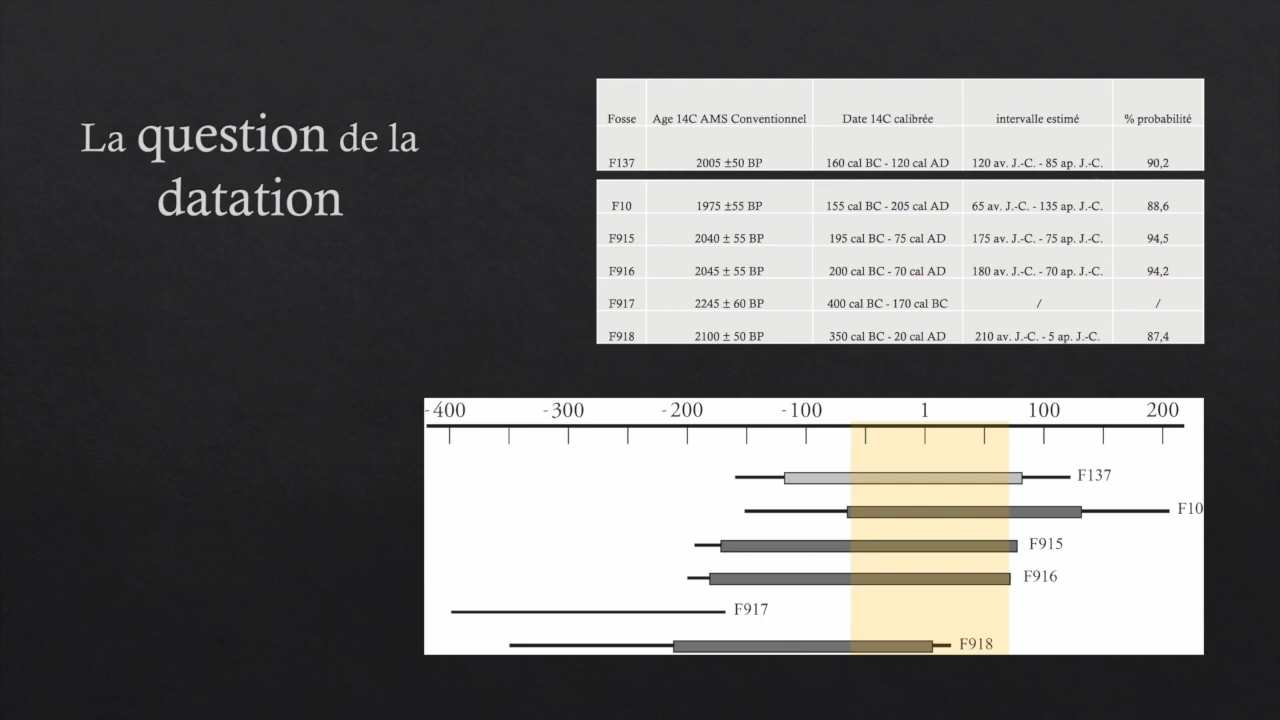 La question de la
datation
Fosse Age 14C AMS Conventionnel Date 14C calibrée intervalle estimé % probabilité
F137 2005 ±50 BP 160 cal BC - 120 cal AD 120 av. J.-C. - 85 ap. J.-C. 90,2
F10 1975 ±55 BP 155 cal BC - 205 cal AD 65 av. J.-C. - 135 ap. J.-C. 88,6
F915 2040 ± 55 BP 195 cal BC - 75 cal AD 175 av. J.-C. - 75 ap. J.-C. 94,5
F916 2045 ± 55 BP 200 cal BC - 70 cal AD 180 av. J.-C. - 70 ap. J.-C. 94,2
F917 2245 ± 60 BP 400 cal BC - 170 cal BC / /
F918 2100 ± 50 BP 350 cal BC - 20 cal AD 210 av. J.-C. - 5 ap. J.-C. 87,4
-400 -300 -200 -100 1 100 200
F137
F10
F915
F916
F917
F918